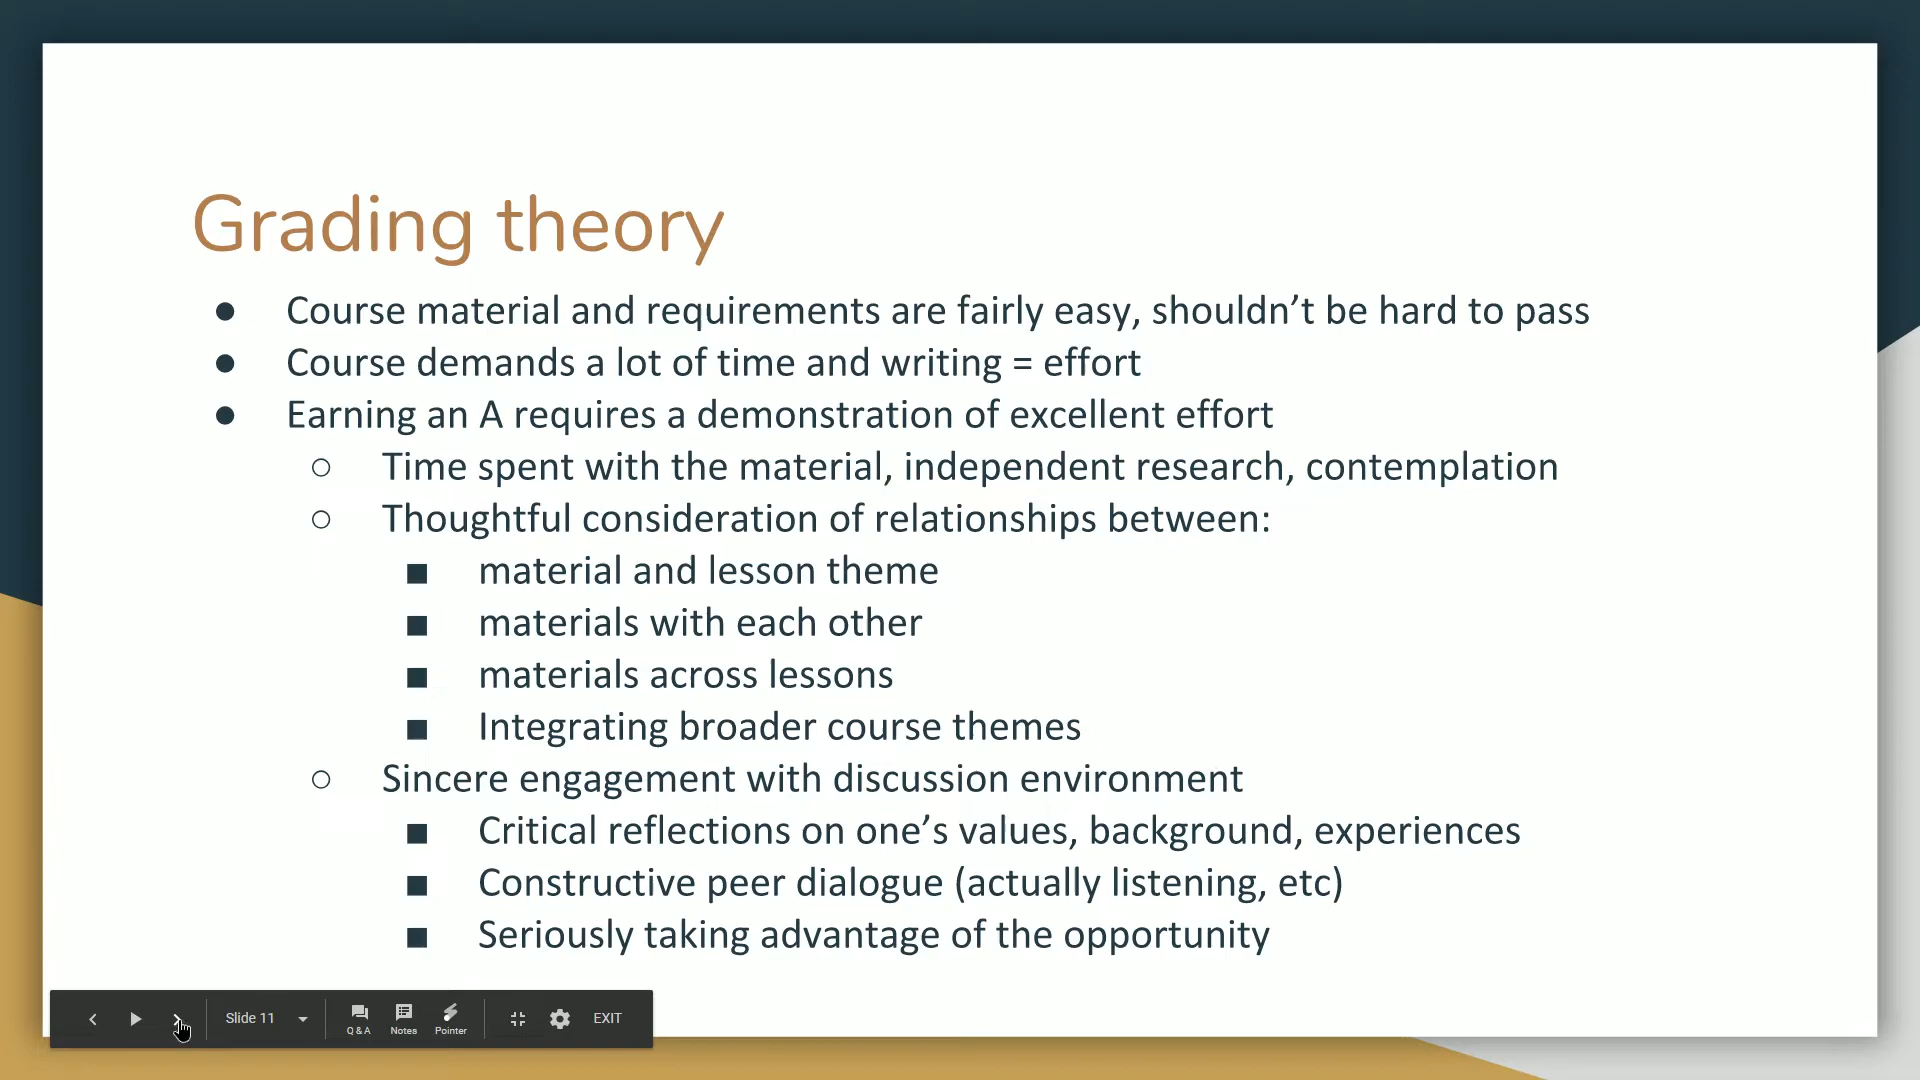 Grading theory
● Course material and requirements are fairly easy, shouldn’t be hard to pass
● Course demands a lot of time and writing = effort
● Earning an A requires a demonstration of excellent effort
○ Time spent with the material, independent research, contemplation
○ Thoughtful consideration of relationships between:
■ material and lesson theme
■ materials with each other
■ materials across lessons
■ Integrating broader course themes
○ Sincere engagement with discussion environment
■ Critical reflections on one’s values, background, experiences
■ Constructive peer dialogue (actually listening, etc)
■ Seriously taking advantage of the opportunity
Slide 11 Q & A Notes Pointer EXIT